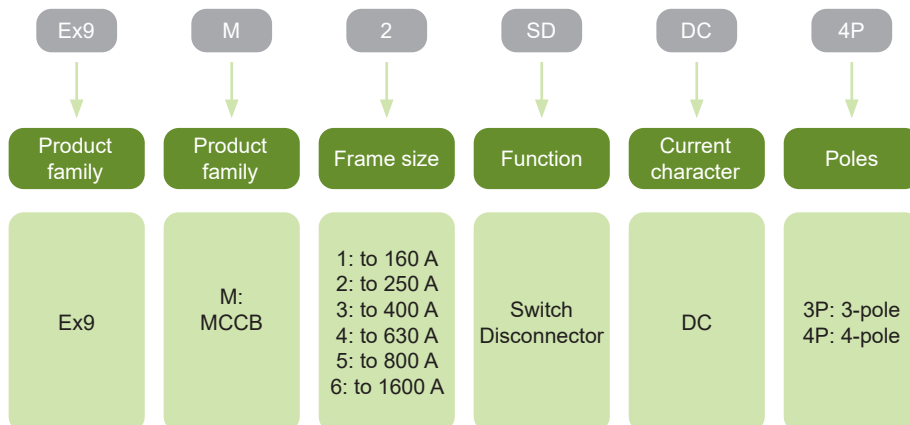 Ex9 M 2 SD DC 4P
Product family Product family Frame size Function Current character Poles
Ex9
M:
MCCB
1: to 160 A
2: to 250 A
3: to 400 A
4: to 630 A
5: to 800 A
6: to 1600 A
Switch
Disconnector
DC
3P: 3-pole
4P: 4-pole